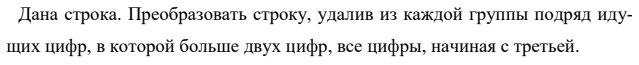 Дана строка. Преобразовать строку, удалив из каждой группы подряд иду-
щих цифр, в которой больше двух цифр, все цифры, начиная с третьей.